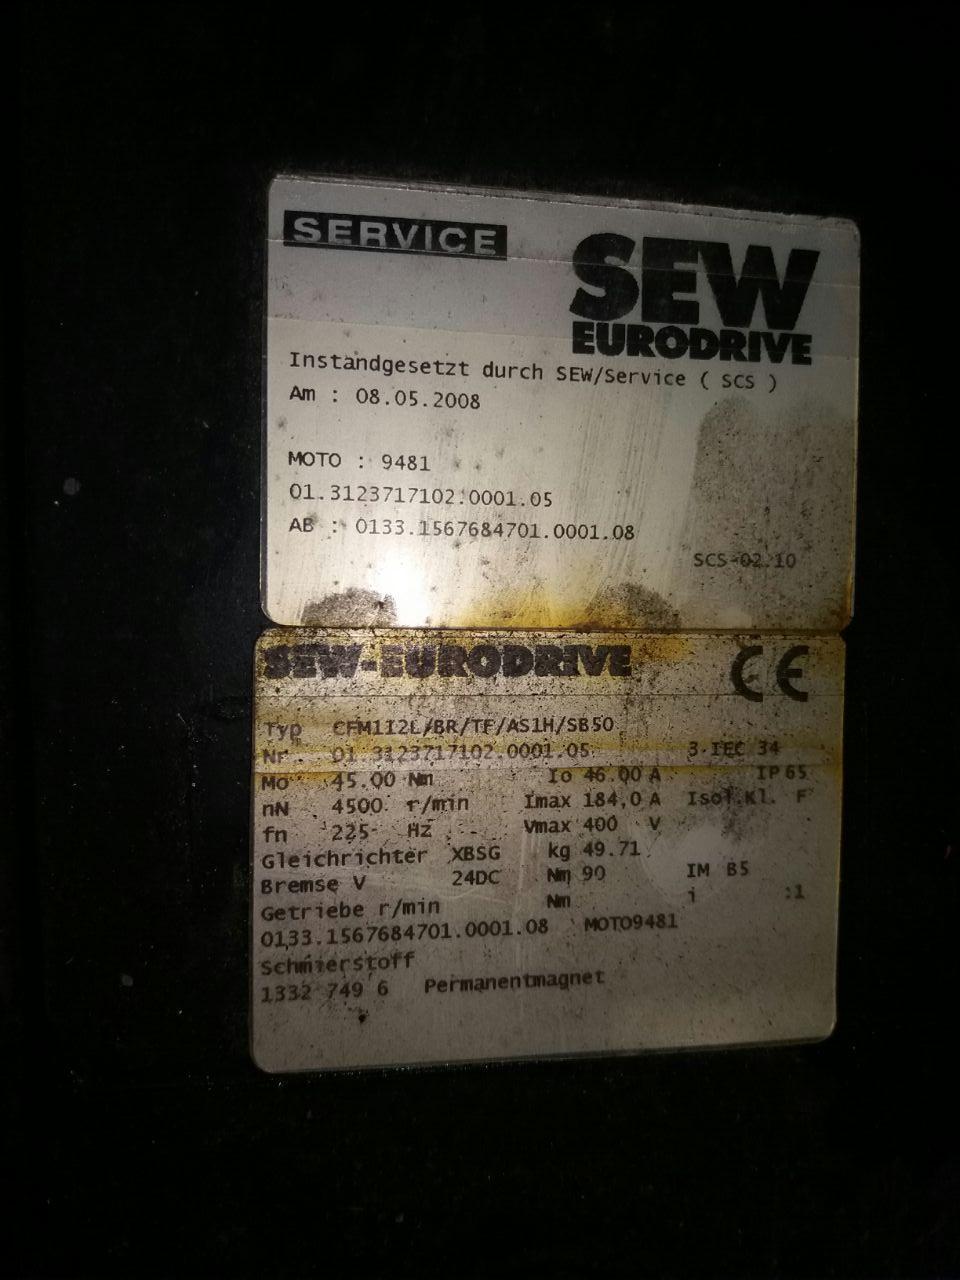 SERVICE
SEW
EURODRIVE
Instandgesetzt durch SEW/Service ( SCS )
Am : 08.05.2008
MOTO : 9481
01.3123717102.0001.05
AB : 0133.1567684701.0001.08
SCS-02.10
SEW-EURODRIVE CE
Typ CFM112L/BR/TF/AS1H/SB50
Nr. 01.3123717102.0001.05. 3~IEC 34
Mo 45.00 Nm Io 46.00 A IP 65
nN 4500 r/min Imax 184,0 A Isol.Kl. F
fn 225 Hz Vmax 400 V
Gleichrichter XBSG kg 49.71
Bremse V 24DC Nm 90 IM B5
Getriebe r/min Nm i :1
0133.1567684701.0001.08 MOTO9481
Schmierstoff
1332 749 6 Permanentmagnet